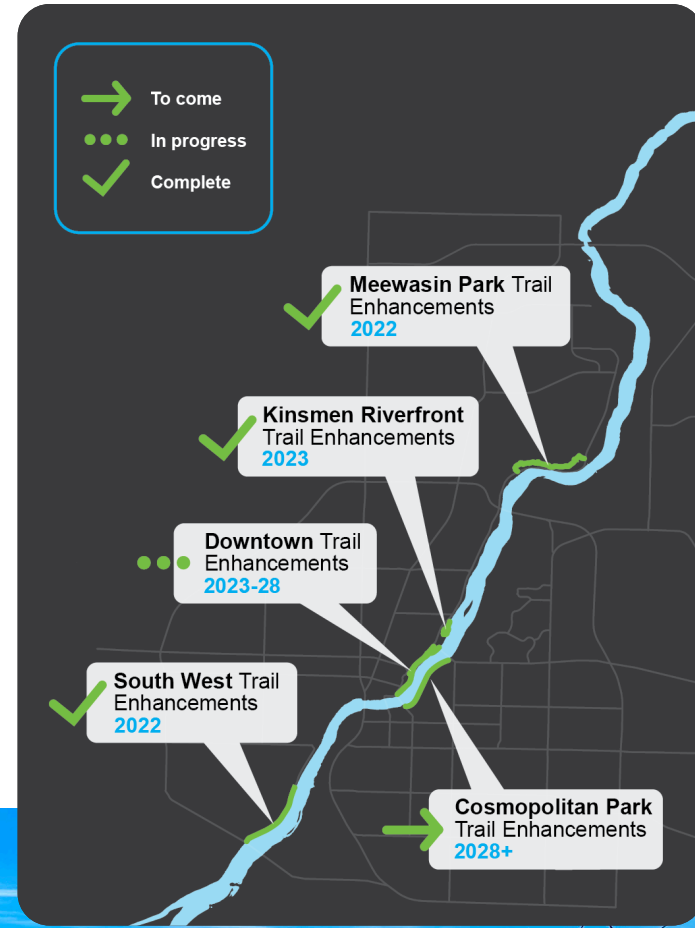 To come
In progress
Complete
Meewasin Park Trail
Enhancements
2022
Kinsmen Riverfront
Trail Enhancements
2023
Downtown Trail
Enhancements
2023-28
South West Trail
Enhancements
2022
Cosmopolitan Park
Trail Enhancements
2028+